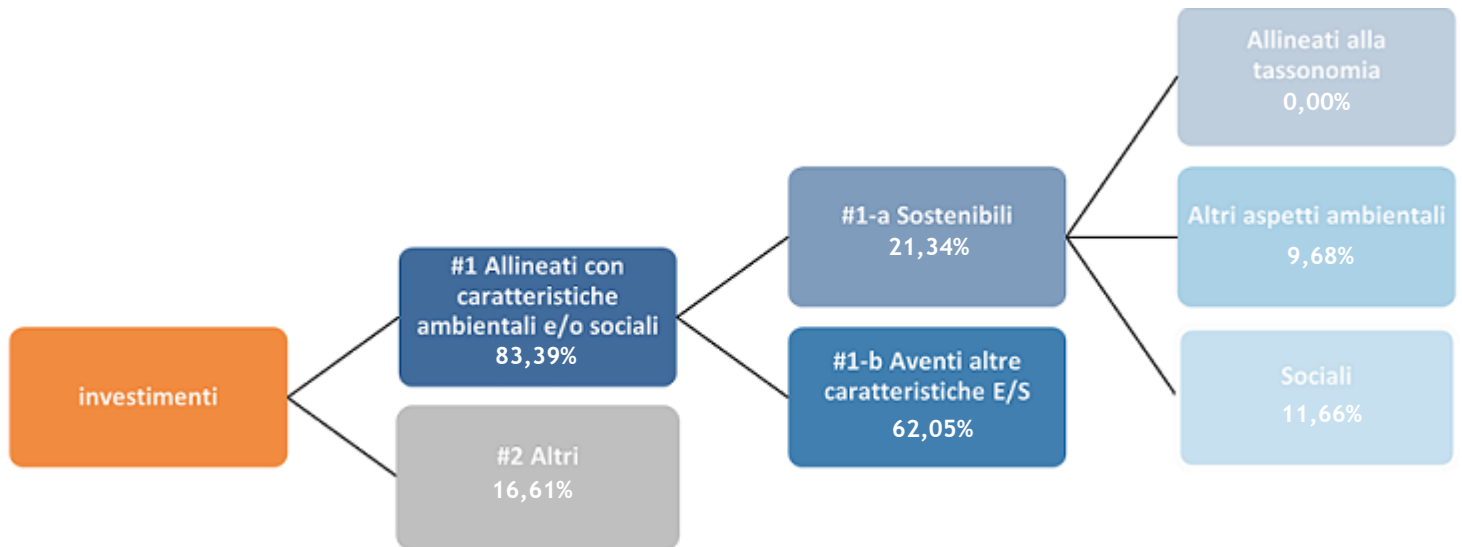 investimenti
#1 Allineati con
caratteristiche
ambientali e/o sociali
83,39%
#2 Altri
16,61%
#1-a Sostenibili
21,34%
#1-b Aventi altre
caratteristiche E/S
62,05%
Allineati alla
tassonomia
0,00%
Altri aspetti ambientali
9,68%
Sociali
11,66%